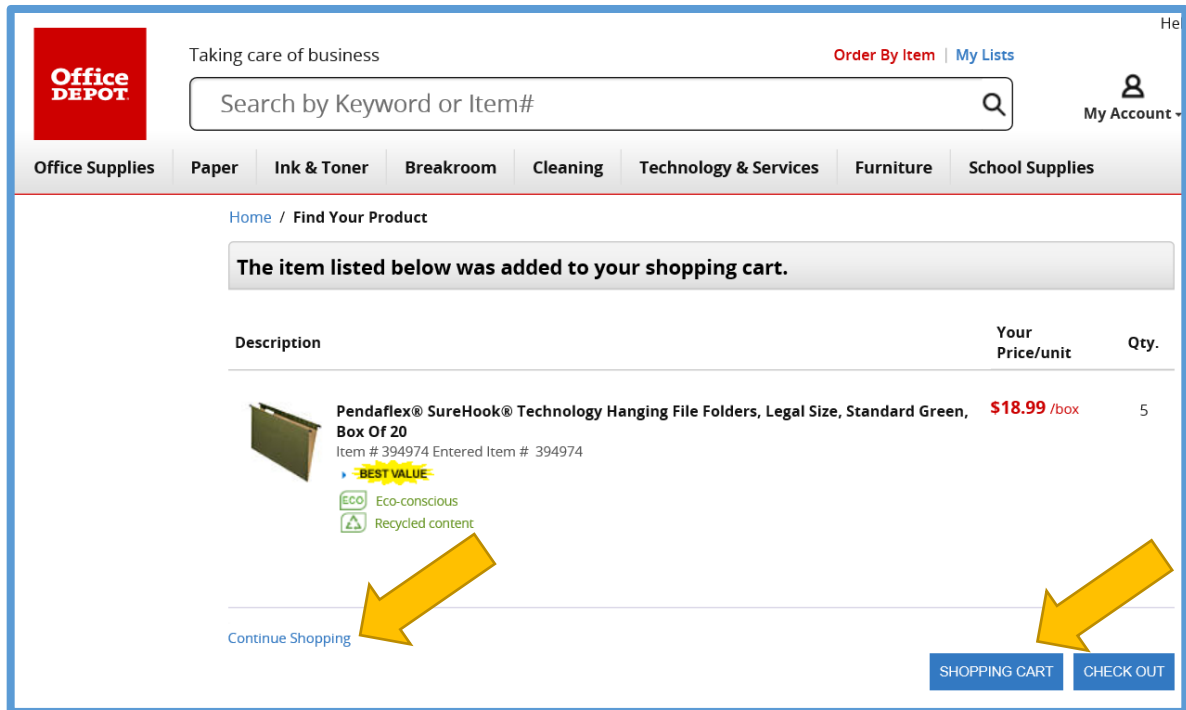 Hel
Office
DEPOT.
Taking care of business
Order By Item | My Lists
Search by Keyword or Item#
My Account
Office Supplies Paper Ink & Toner Breakroom Cleaning Technology & Services Furniture School Supplies
Home / Find Your Product
The item listed below was added to your shopping cart.
Description
Your
Price/unit
Qty.
Pendaflex® SureHook® Technology Hanging File Folders, Legal Size, Standard Green,
Box Of 20
$18.99 /box
5
Item # 394974 Entered Item # 394974
BEST VALUE
ECO Eco-conscious
Recycled content
Continue Shopping
SHOPPING CART
CHECK OUT